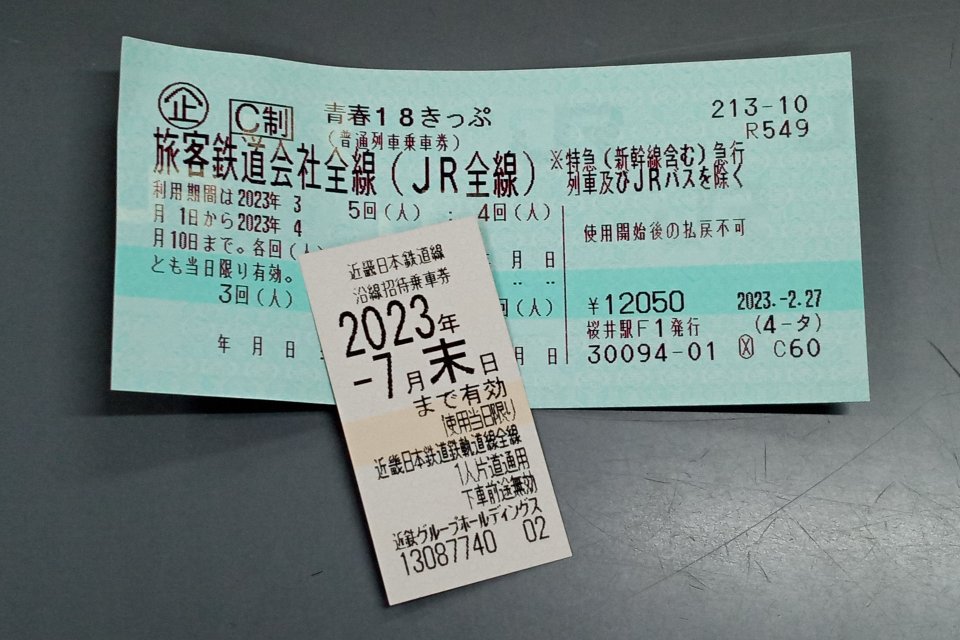 企 C制 青春18きっぷ 213-10
(普通列車乗車券) R549
旅客鉄道会社全線(JR全線) ※特急(新幹線含む)急行
列車及びJRバスを除く
利用期間は2023年 3
月 1日から2023年 4
月10日まで。各回(人)
とも当日限り有効。
5回(人) : 4回(人)
年 月 日
3回(人) 回(人)
年 月 日 月 日
使用開始後の払戻不可
¥12050 2023.-2.27
桜井駅F1発行 (4-タ)
30094-01 C60
近畿日本鉄道線
沿線招待乗車券
2023年
-7月末日
まで有効
(使用当日限り)
近畿日本鉄道鉄軌道線全線
1人片道通用
下車前途無効
近鉄グループホールディングス
13087740 02